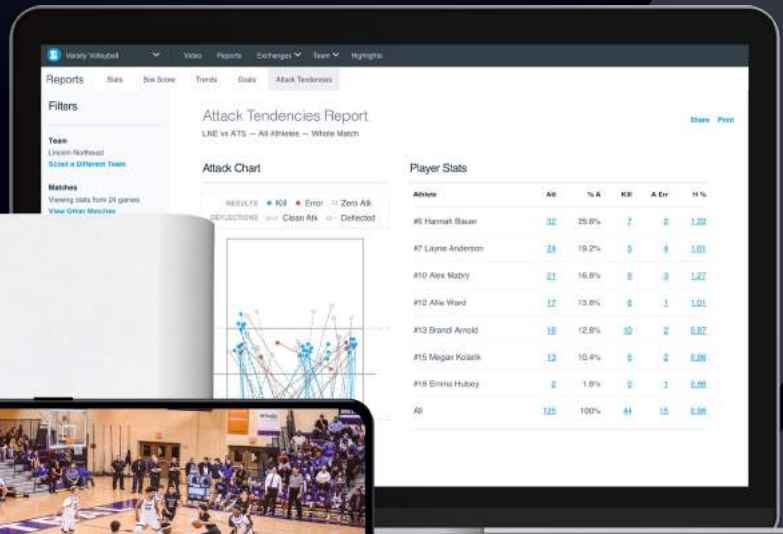 Varsity Volleyball Video Reports Exchanges Team Highlights
Reports Stats Box Score Trends Goals Attack Tendencies
Filters
Team
Lincoln Northeast
Scout a Different Team
Matches
Viewing stats from 24 games
View Other Matches
Attack Tendencies Report
LNE vs ATS — All Athletes — Whole Match
Share Print
Attack Chart
RESULTS Kill Error Zero Atk
DEFLECTIONS Clean Atk Deflected
Player Stats
Athlete Att % A Kill A Err H %
#5 Hannah Bauer 32 25.6% 7 2 1.22
#7 Layne Anderson 24 19.2% 5 4 1.01
#10 Alex Mabry 21 16.8% 8 3 1.27
#12 Allie Ward 17 13.6% 8 1 1.01
#13 Brandi Arnold 16 12.8% 10 2 0.97
#15 Megan Kolarik 13 10.4% 6 2 0.96
#19 Emma Hulsey 2 1.6% 0 1 0.98
All 125 100% 44 15 0.98